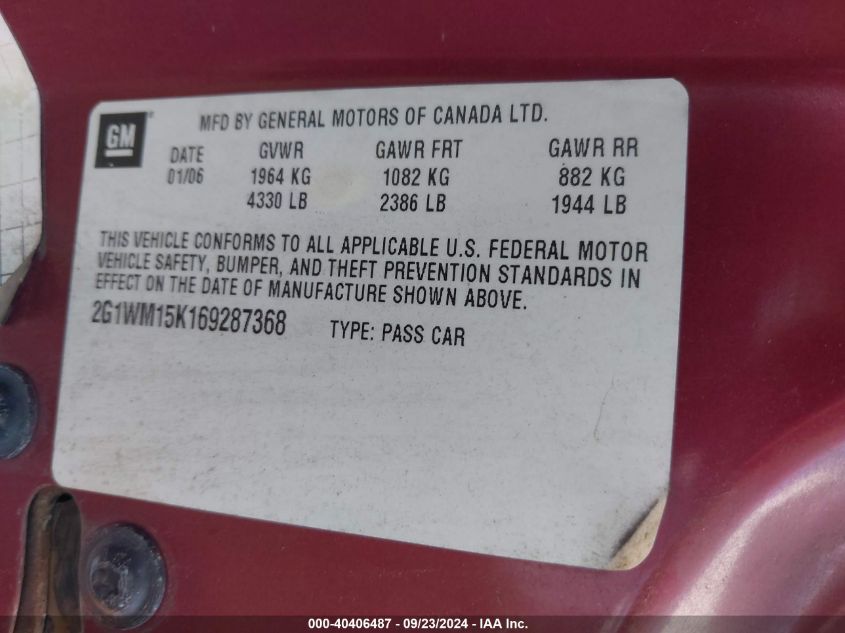 GM
MFD BY GENERAL MOTORS OF CANADA LTD.
DATE GVWR GAWR FRT GAWR RR
01/06 1964 KG 1082 KG 882 KG
4330 LB 2386 LB 1944 LB
THIS VEHICLE CONFORMS TO ALL APPLICABLE U.S. FEDERAL MOTOR
VEHICLE SAFETY, BUMPER, AND THEFT PREVENTION STANDARDS IN
EFFECT ON THE DATE OF MANUFACTURE SHOWN ABOVE.
2G1WM15K169287368 TYPE: PASS CAR
000-40406487 - 09/23/2024 - IAA Inc.